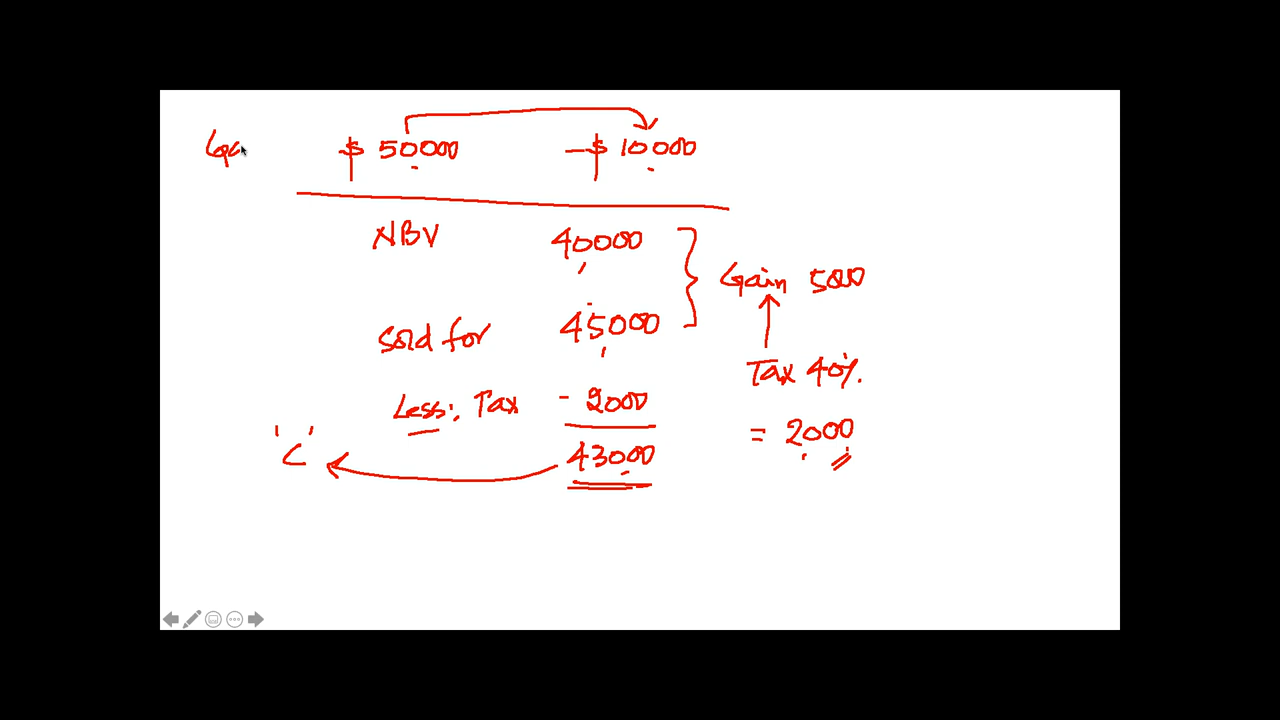 $ 50000 - $ 10000
NBV 40000
Gain 5000
Sold for 45000
Tax 40%.
Less: Tax - 2000
= 2000
'C' 43000